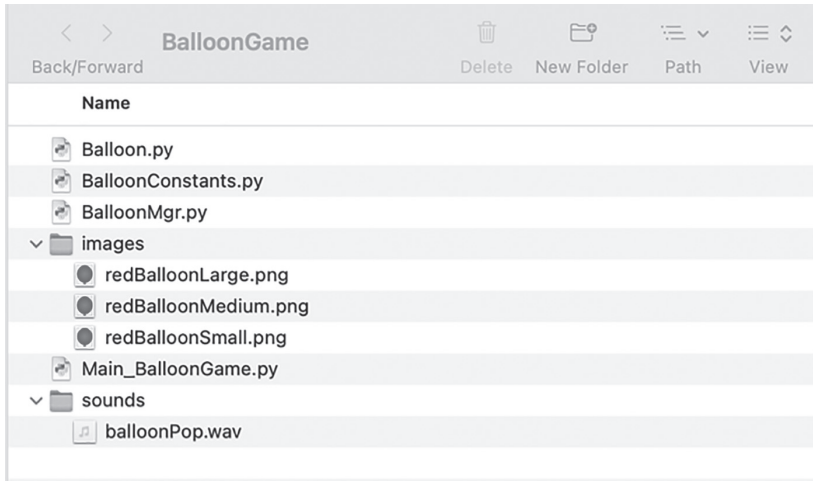 BalloonGame
Back/Forward Delete New Folder Path View
Name
Balloon.py
BalloonConstants.py
BalloonMgr.py
images
redBalloonLarge.png
redBalloonMedium.png
redBalloonSmall.png
Main_BalloonGame.py
sounds
balloonPop.wav